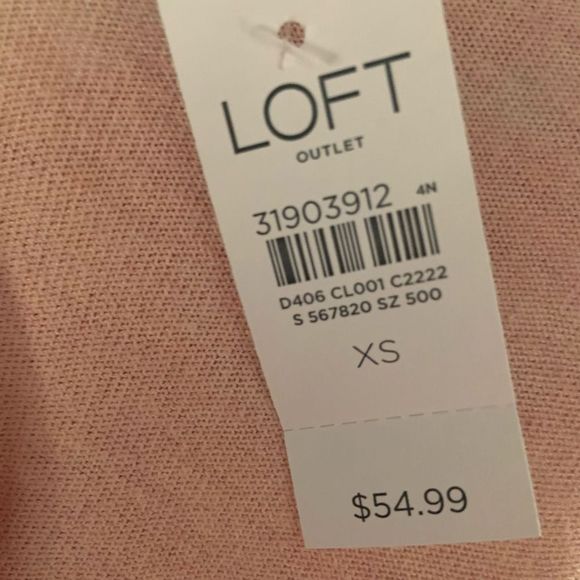 LOFT
OUTLET
31903912 4N
D406 CL001 C2222
S 567820 SZ 500
XS
$54.99